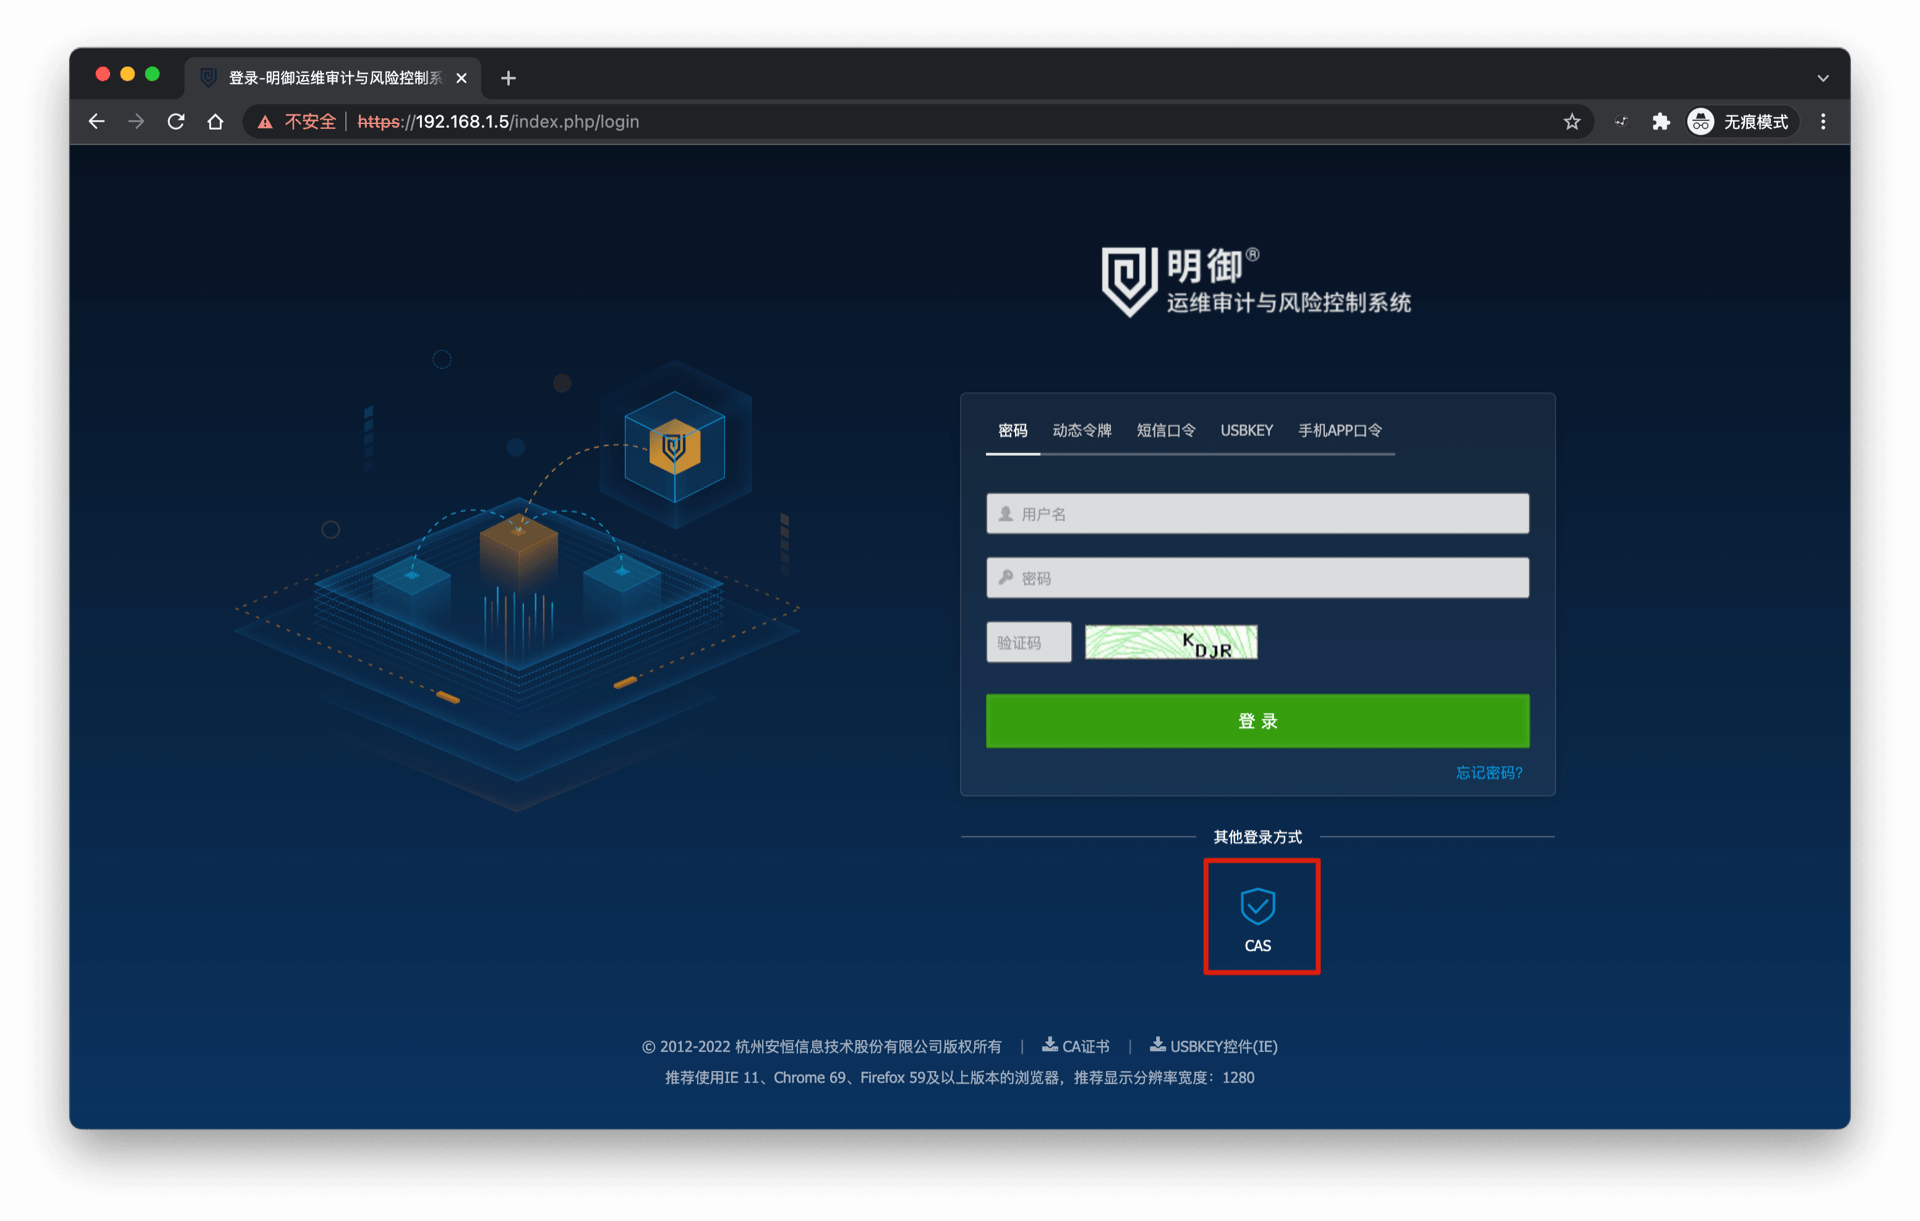 登录-明御运维审计与风险控制系
不安全 | https://192.168.1.5/index.php/login
无痕模式
明御®
运维审计与风险控制系统
密码 动态令牌 短信口令 USBKEY 手机APP口令
用户名
密码
验证码 KDJR
登 录
忘记密码?
其他登录方式
CAS
© 2012-2022 杭州安恒信息技术股份有限公司版权所有 | CA证书 | USBKEY控件(IE)
推荐使用IE 11、Chrome 69、Firefox 59及以上版本的浏览器，推荐显示分辨率宽度：1280